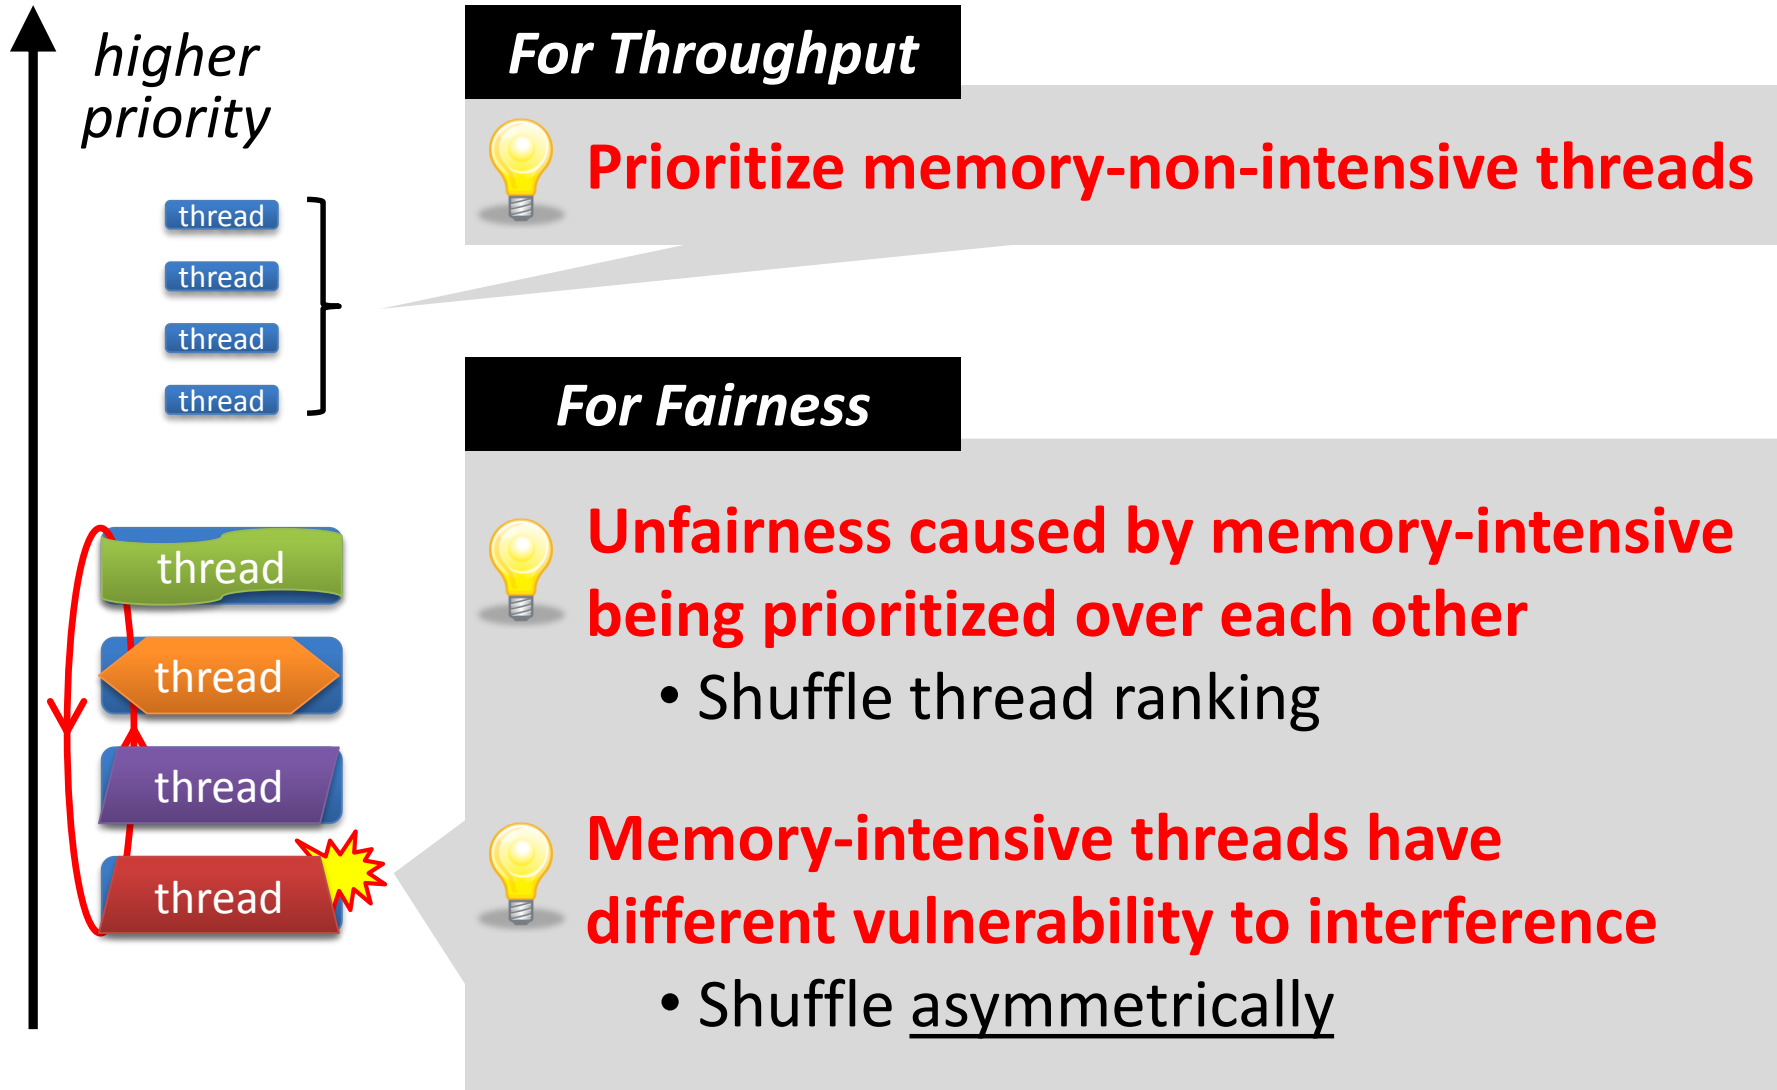 higher
priority
thread
thread
thread
thread
thread
thread
thread
thread
For Throughput
Prioritize memory-non-intensive threads
For Fairness
Unfairness caused by memory-intensive
being prioritized over each other
• Shuffle thread ranking
Memory-intensive threads have
different vulnerability to interference
• Shuffle asymmetrically